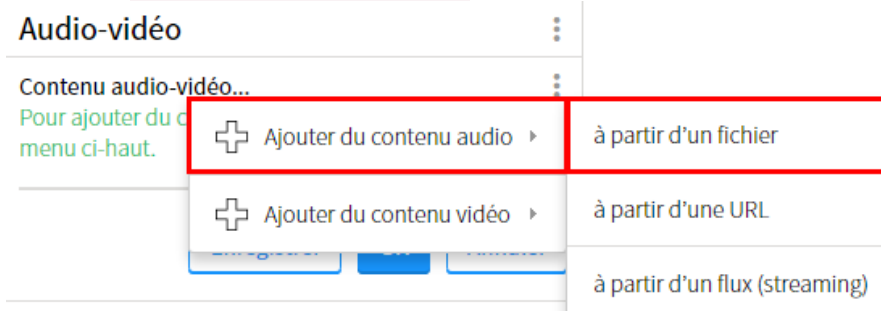 Audio-vidéo
Contenu audio-vidéo...
Pour ajouter du
menu ci-haut.
Ajouter du contenu audio
Ajouter du contenu vidéo
à partir d'un fichier
à partir d'une URL
à partir d'un flux (streaming)